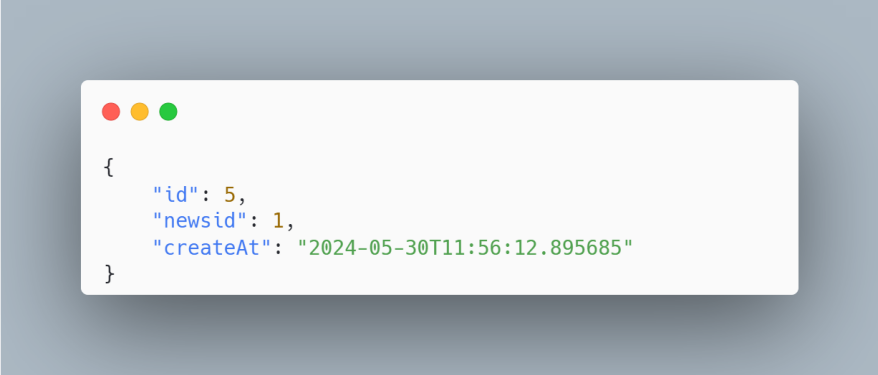 {
    "id": 5,
    "newsid": 1,
    "createAt": "2024-05-30T11:56:12.895685"
}